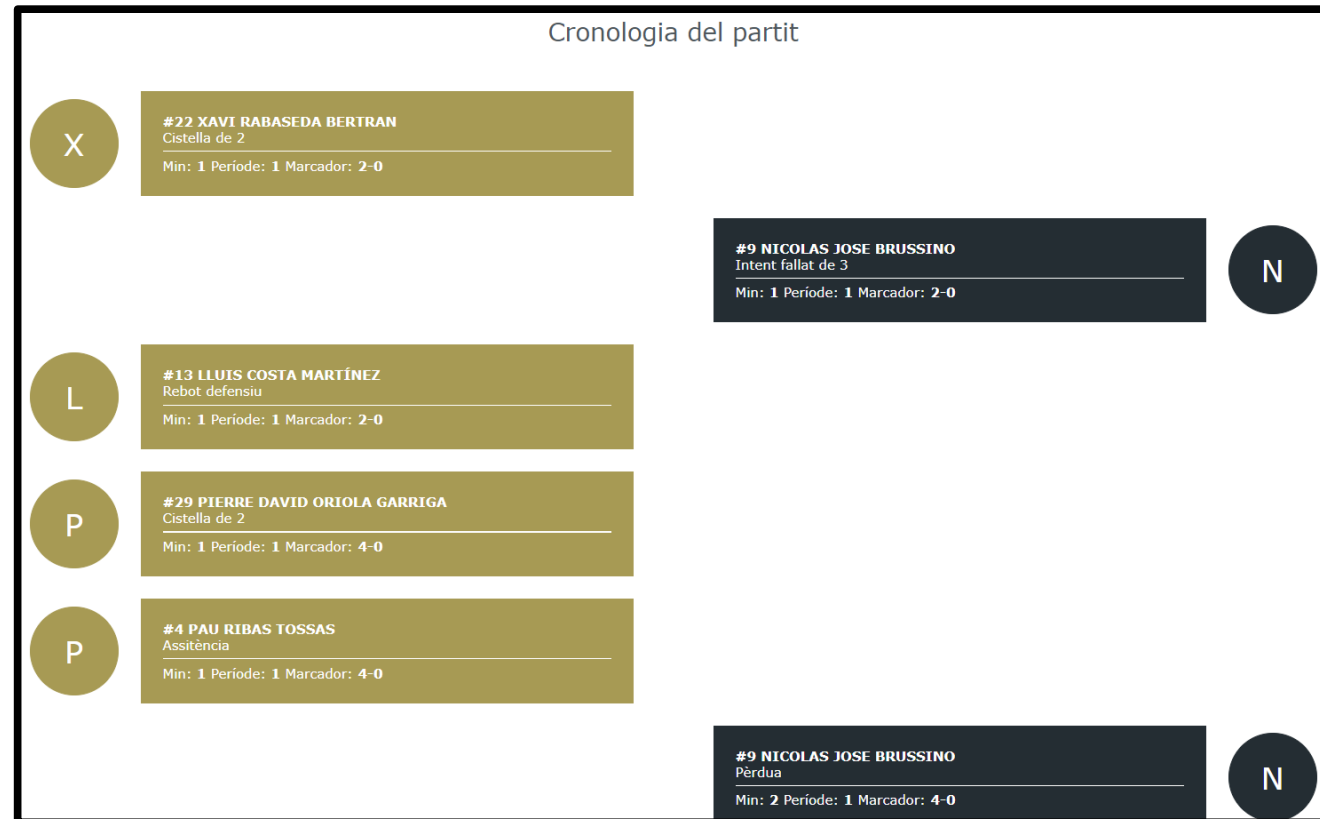 Cronologia del partit
X
#22 XAVI RABASEDA BERTRAN
Cistella de 2
Min: 1 Període: 1 Marcador: 2-0
#9 NICOLAS JOSE BRUSSINO
Intent fallat de 3
Min: 1 Període: 1 Marcador: 2-0
N
L
#13 LLUIS COSTA MARTÍNEZ
Rebot defensiu
Min: 1 Període: 1 Marcador: 2-0
P
#29 PIERRE DAVID ORIOLA GARRIGA
Cistella de 2
Min: 1 Període: 1 Marcador: 4-0
P
#4 PAU RIBAS TOSSAS
Assitència
Min: 1 Període: 1 Marcador: 4-0
#9 NICOLAS JOSE BRUSSINO
Pèrdua
Min: 2 Període: 1 Marcador: 4-0
N